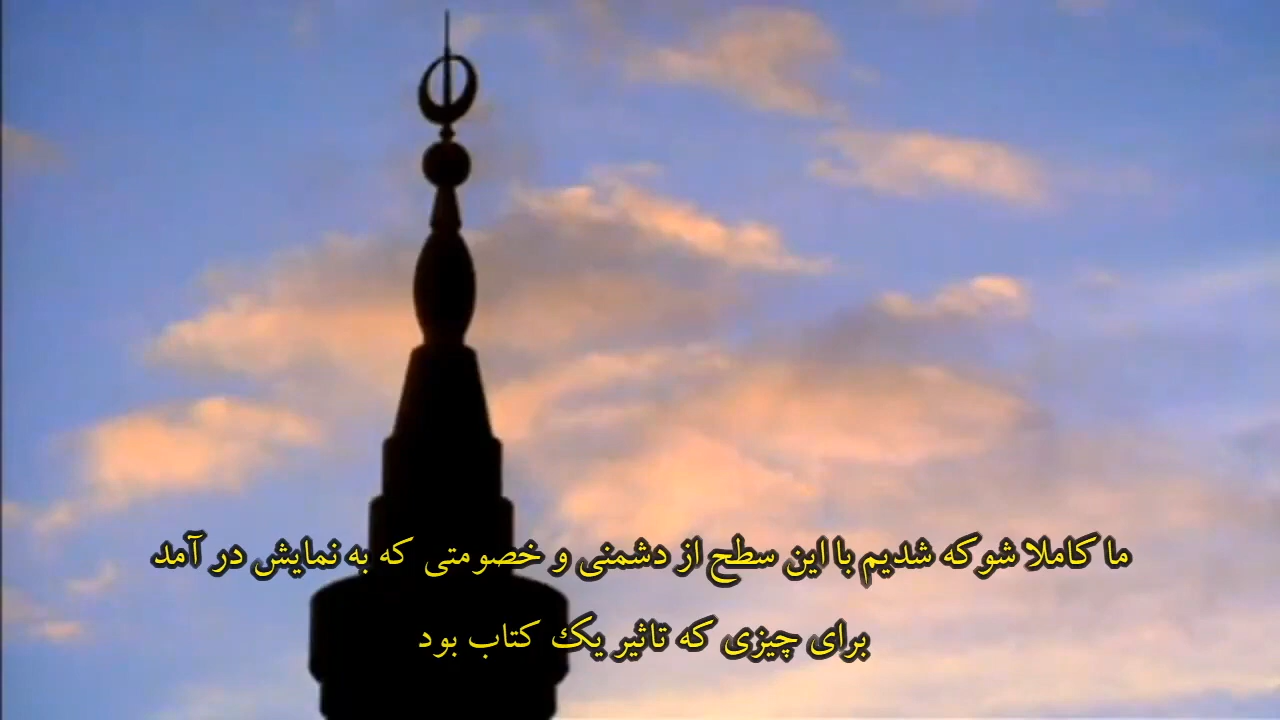 ما کاملا شوکه شدیم با این سطح از دشمنی و خصومتی که به نمایش در آمد
برای چیزی که تاثیر یک کتاب بود